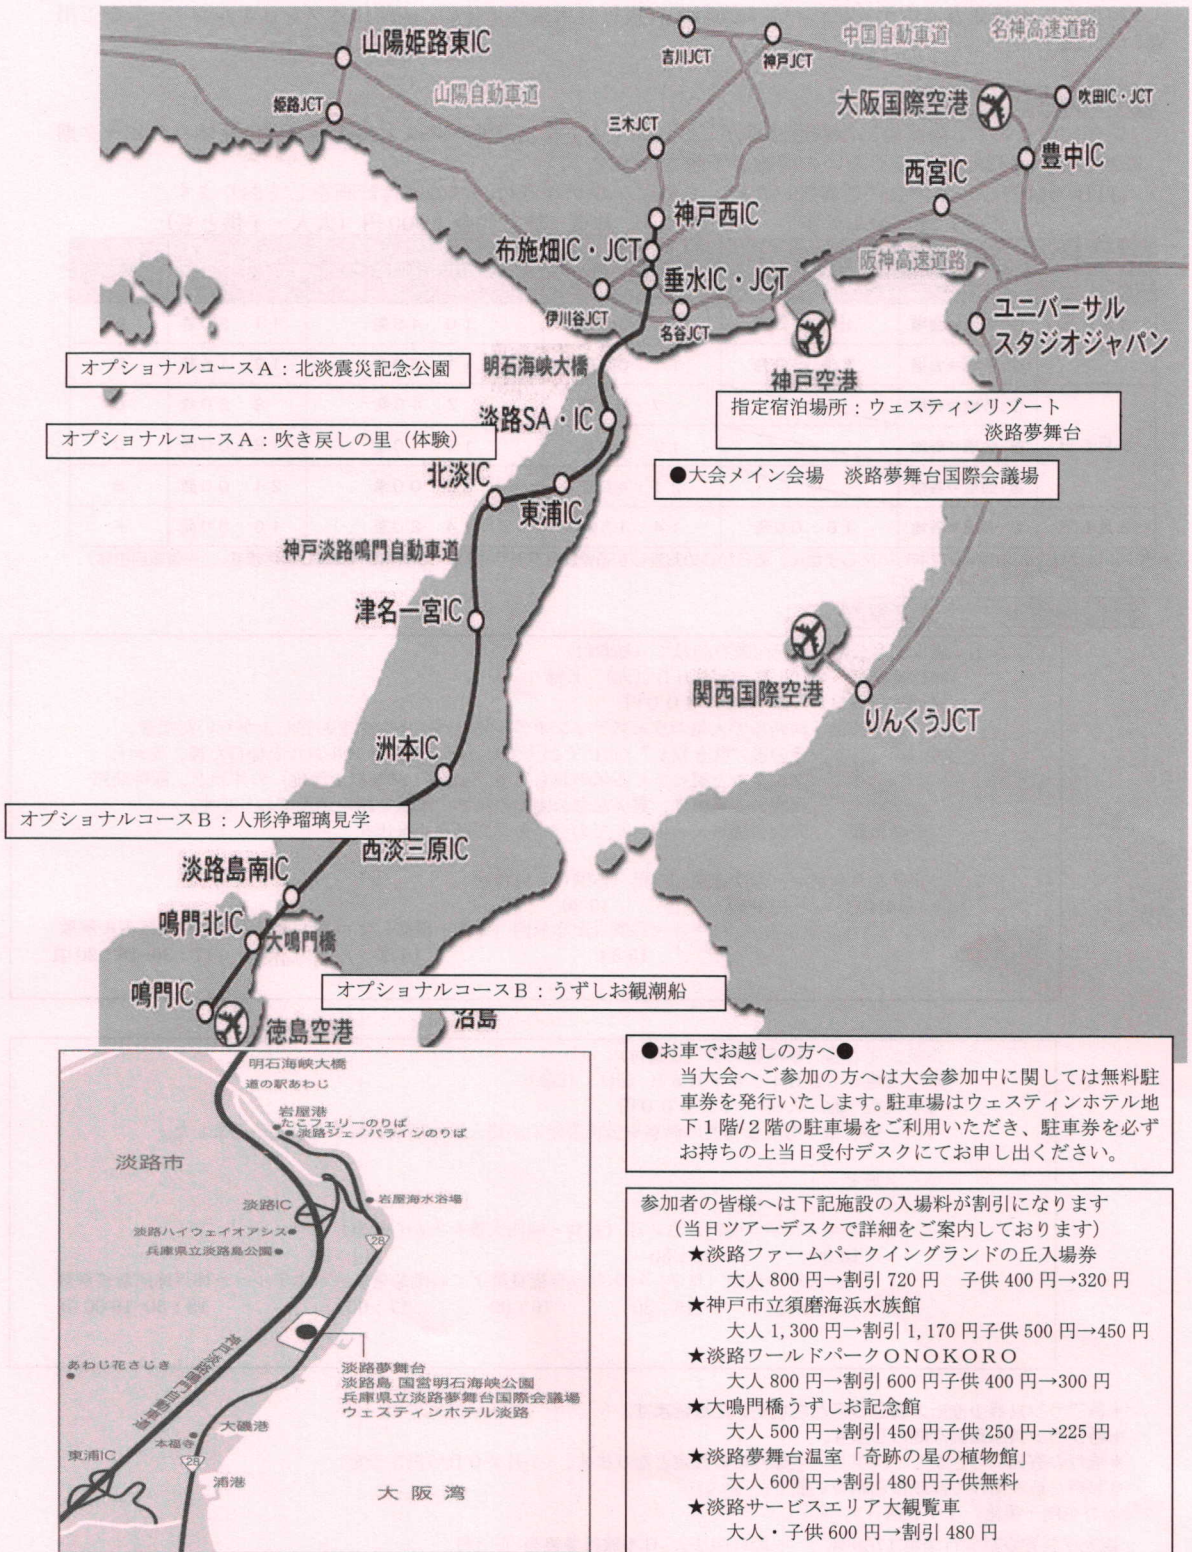 中国自動車道
名神高速道路
山陽姫路東IC
吉川JCT
神戸JCT
姫路JCT
山陽自動車道
大阪国際空港
吹田IC・JCT
三木JCT
豊中IC
西宮IC
神戸西IC
布施畑IC・JCT
阪神高速道路
垂水IC・JCT
伊川谷JCT
名谷JCT
ユニバーサル
スタジオジャパン
オプショナルコースA：北淡震災記念公園
明石海峡大橋
神戸空港
指定宿泊場所：ウェスティンリゾート
淡路夢舞台
淡路SA・IC
オプショナルコースA：吹き戻しの里（体験）
●大会メイン会場　淡路夢舞台国際会議場
北淡IC
東浦IC
神戸淡路鳴門自動車道
津名一宮IC
関西国際空港
りんくうJCT
洲本IC
オプショナルコースB：人形浄瑠璃見学
西淡三原IC
淡路島南IC
鳴門北IC
大鳴門橋
鳴門IC
オプショナルコースB：うずしお観潮船
徳島空港
沼島
明石海峡大橋
道の駅あわじ
岩屋港
たこフェリーのりば
淡路ジェノバラインのりば
淡路市
淡路IC
岩屋海水浴場
淡路ハイウェイオアシス
兵庫県立淡路島公園
28
神戸淡路鳴門自動車道
あわじ花さじき
淡路夢舞台
淡路島 国営明石海峡公園
兵庫県立淡路夢舞台国際会議場
ウェスティンホテル淡路
大磯港
本福寺
東浦IC
28
浦港
大阪湾
●お車でお越しの方へ●
当大会へご参加の方へは大会参加中に関しては無料駐
車券を発行いたします。駐車場はウェスティンホテル地
下1階/2階の駐車場をご利用いただき、駐車券を必ず
お持ちの上当日受付デスクにてお申し出ください。
参加者の皆様へは下記施設の入場料が割引になります
（当日ツアーデスクで詳細をご案内しております）
★淡路ファームパークイングランドの丘入場券
大人 800 円→割引 720 円　子供 400 円→320 円
★神戸市立須磨海浜水族館
大人 1,300 円→割引 1,170 円子供 500 円→450 円
★淡路ワールドパークＯＮＯＫＯＲＯ
大人 800 円→割引 600 円子供 400 円→300 円
★大鳴門橋うずしお記念館
大人 500 円→割引 450 円子供 250 円→225 円
★淡路夢舞台温室「奇跡の星の植物館」
大人 600 円→割引 480 円子供無料
★淡路サービスエリア大観覧車
大人・子供 600 円→割引 480 円